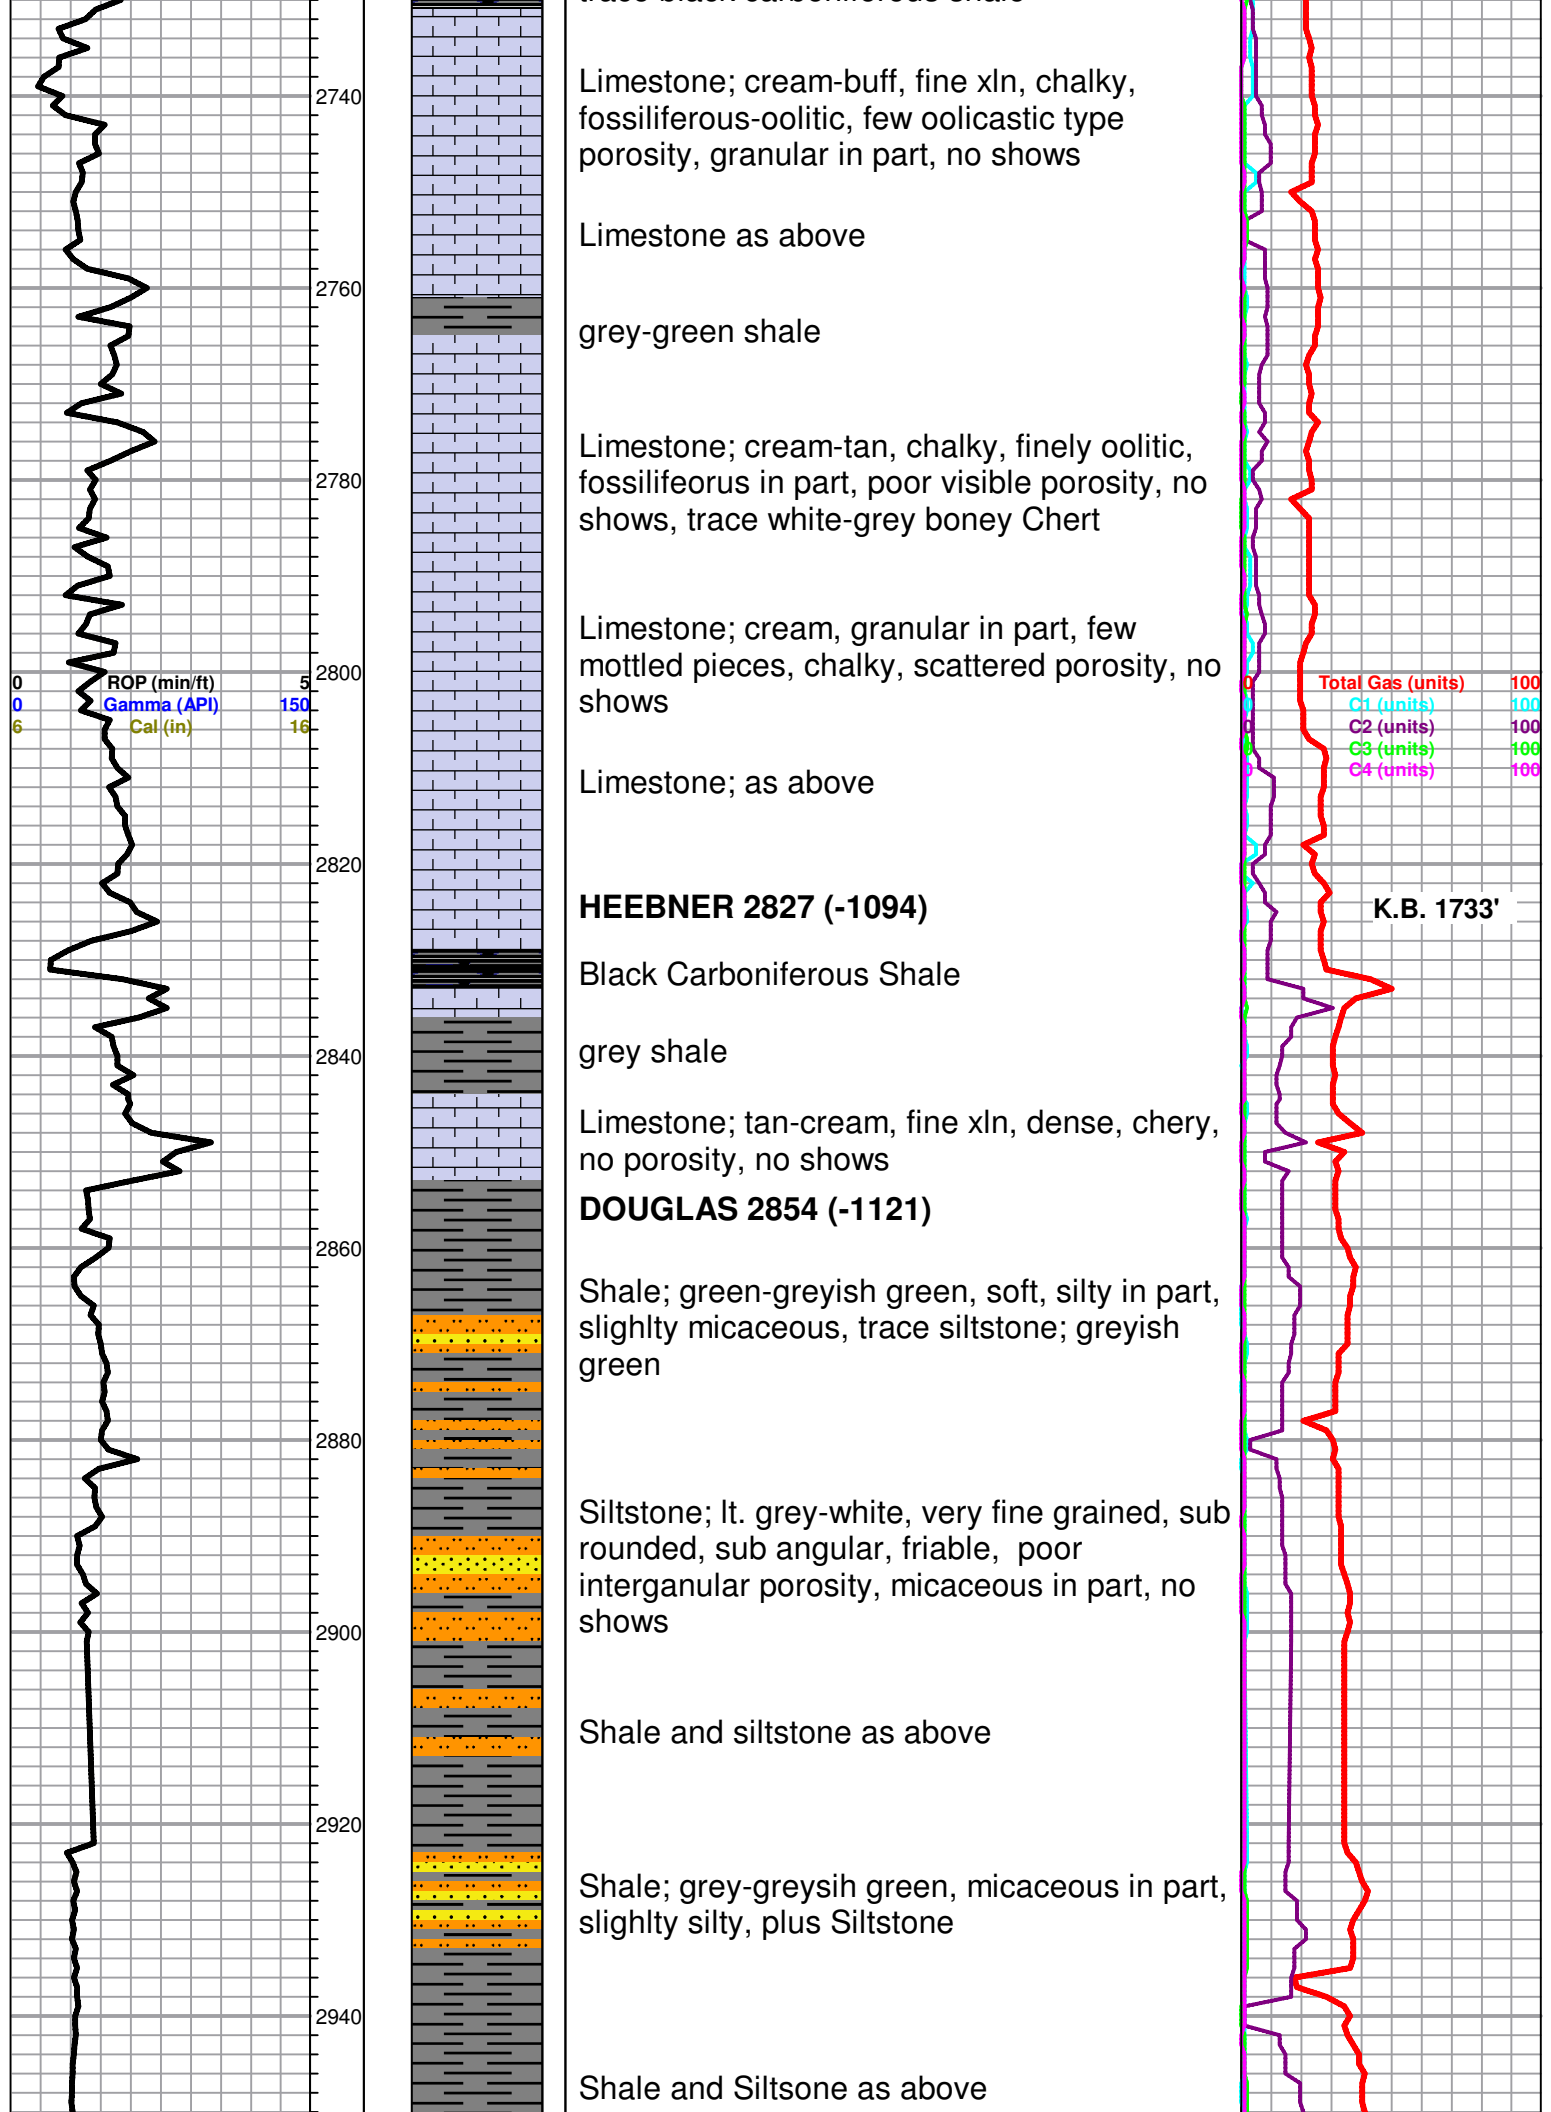 trace black carboniferous shale
2740
Limestone; cream-buff, fine xln, chalky,
fossiliferous-oolitic, few oolicastic type
porosity, granular in part, no shows
Limestone as above
2760
grey-green shale
Limestone; cream-tan, chalky, finely oolitic,
fossilifeorus in part, poor visible porosity, no
shows, trace white-grey boney Chert
2780
Limestone; cream, granular in part, few
mottled pieces, chalky, scattered porosity, no
shows
2800
0 ROP (min/ft) 5
0 Gamma (API) 150
6 Cal (in) 16
0 Total Gas (units) 100
0 C1 (units) 100
0 C2 (units) 100
0 C3 (units) 100
0 C4 (units) 100
Limestone; as above
2820
HEEBNER 2827 (-1094)
K.B. 1733'
Black Carboniferous Shale
2840
grey shale
Limestone; tan-cream, fine xln, dense, chery,
no porosity, no shows
DOUGLAS 2854 (-1121)
2860
Shale; green-greyish green, soft, silty in part,
slighlty micaceous, trace siltstone; greyish
green
2880
Siltstone; lt. grey-white, very fine grained, sub
rounded, sub angular, friable, poor
interganular porosity, micaceous in part, no
shows
2900
Shale and siltstone as above
2920
Shale; grey-greysih green, micaceous in part,
slighlty silty, plus Siltstone
2940
Shale and Siltsone as above